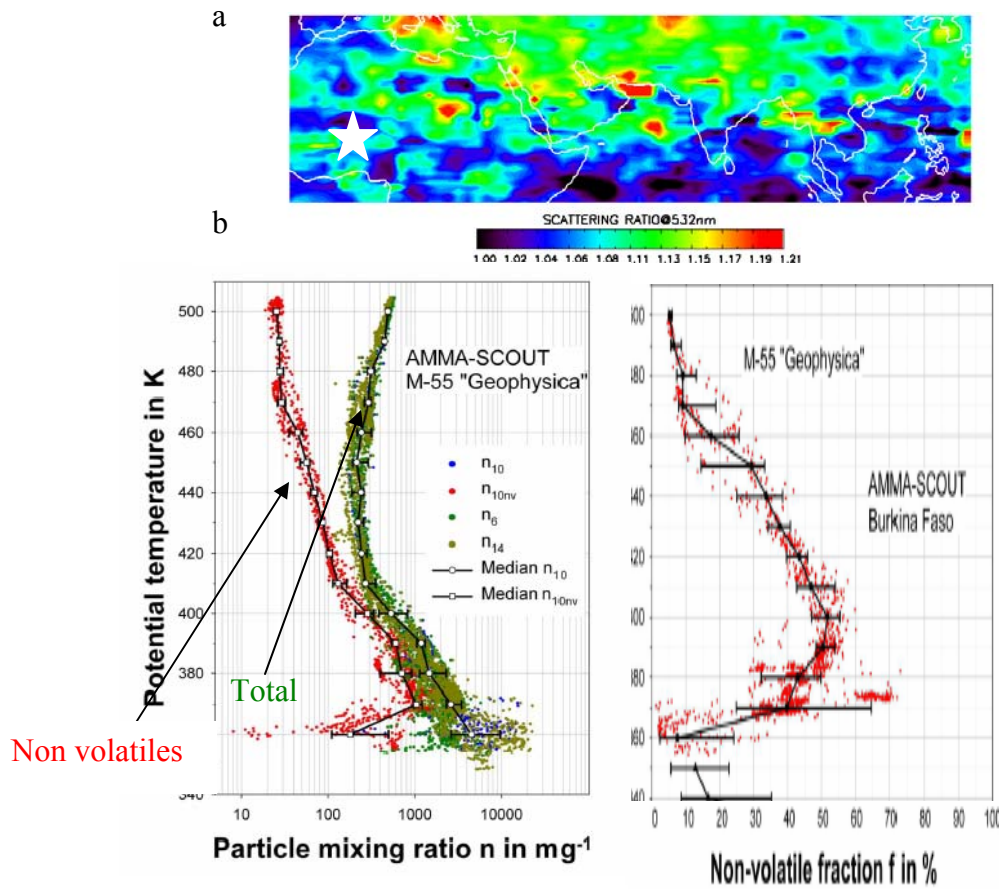 a
b
SCATTERING RATIO@5.32nm
1.00 1.02 1.04 1.06 1.08 1.11 1.13 1.15 1.17 1.19 1.21
AMMA-SCOUT
M-55 "Geophysica"
n10
n10nv
n6
n14
Median n10
Median n10nv
Total
Non volatiles
Potential temperature in K
500
480
460
440
420
400
380
360
340
10 100 1000 10000
Particle mixing ratio n in mg-1
M-55 "Geophysica"
AMMA-SCOUT
Burkina Faso
0 10 20 30 40 50 60 70 80 90 100
Non-volatile fraction f in %